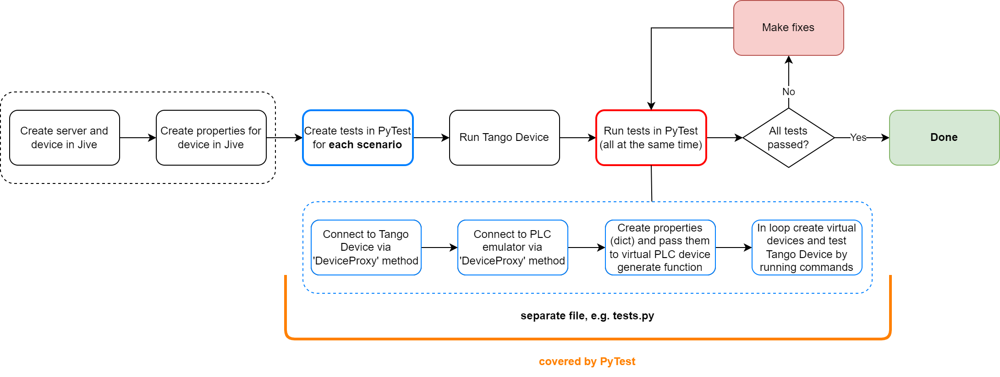 Make fixes
No
Create server and
device in Jive
Create properties for
device in Jive
Create tests in PyTest
for each scenario
Run Tango Device
Run tests in PyTest
(all at the same time)
All tests
passed?
Yes
Done
Connect to Tango
Device via
'DeviceProxy' method
Connect to PLC
emulator via
'DeviceProxy' method
Create properties
(dict) and pass them
to virtual PLC device
generate function
In loop create virtual
devices and test
Tango Device by
running commands
separate file, e.g. tests.py
covered by PyTest